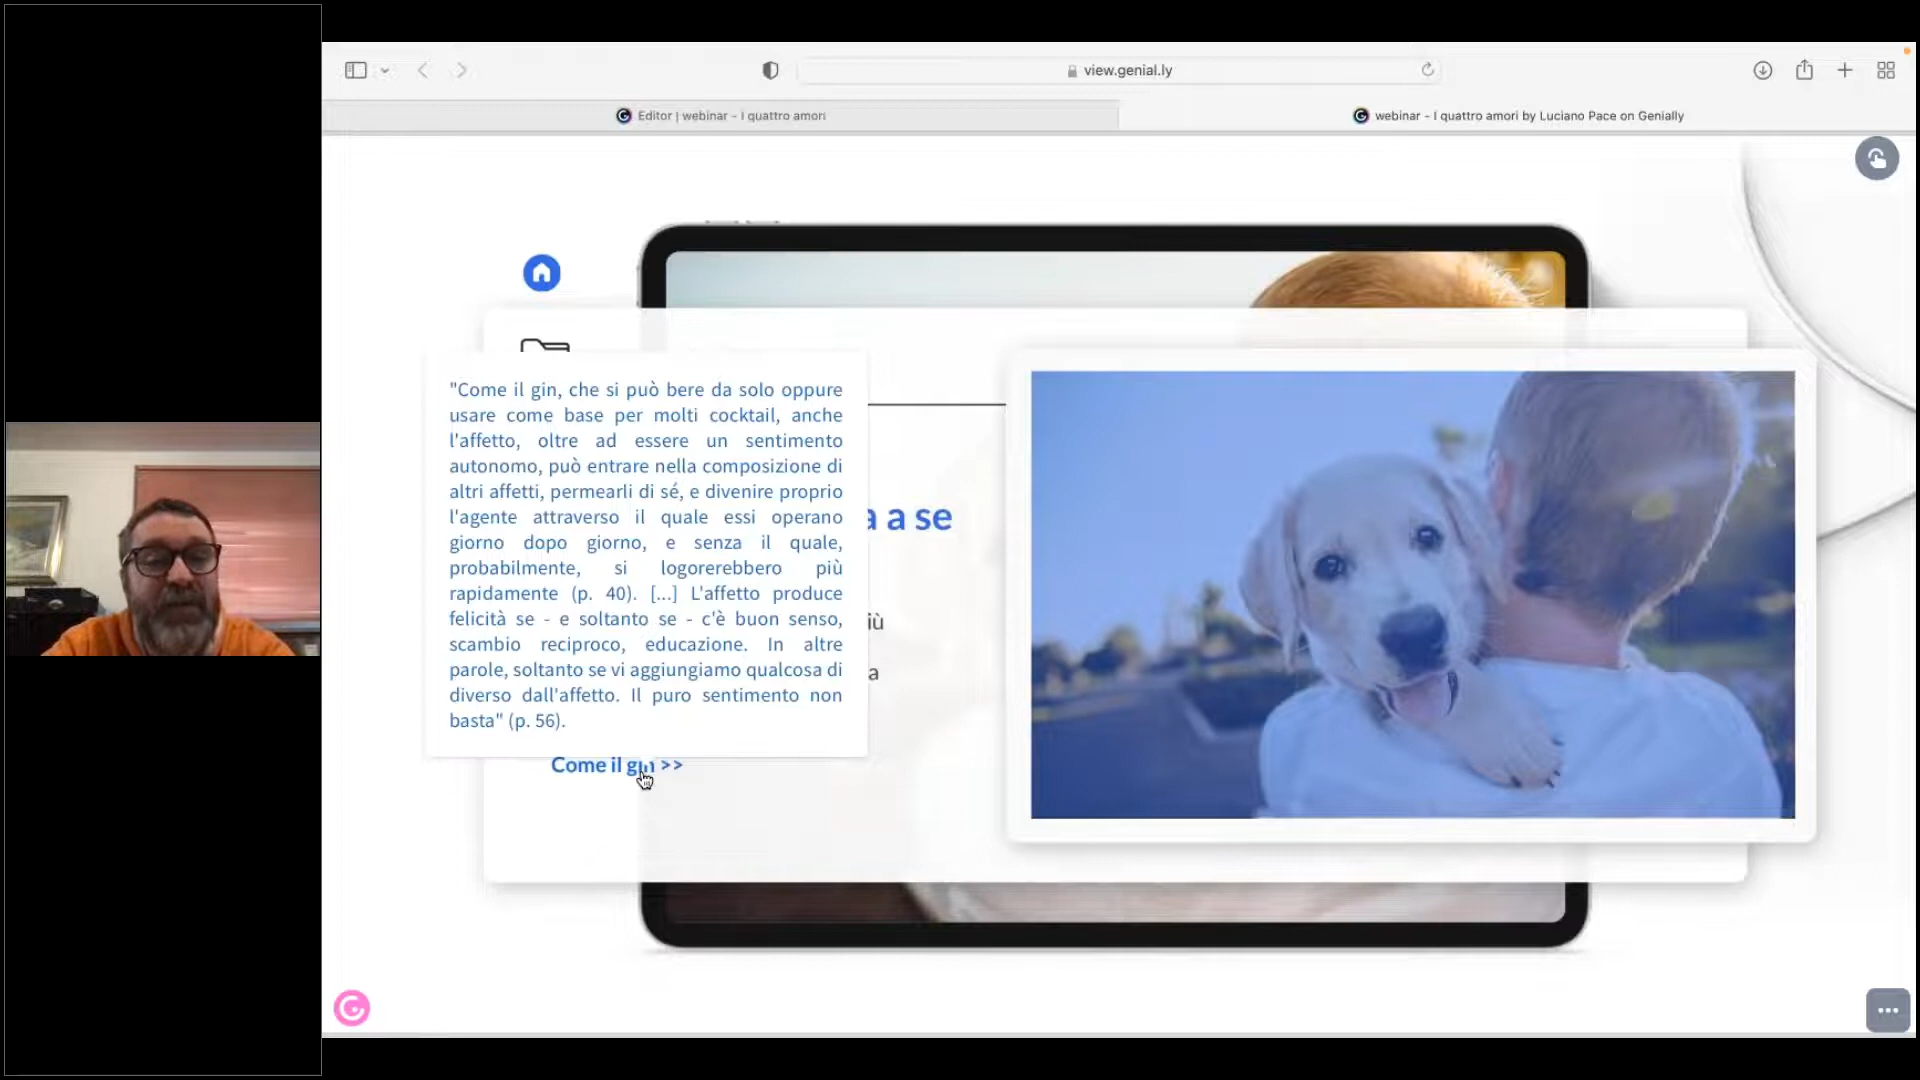 view.genial.ly
Editor | webinar - I quattro amori
webinar - I quattro amori by Luciano Pace on Genially
"Come il gin, che si può bere da solo oppure
usare come base per molti cocktail, anche
l'affetto, oltre ad essere un sentimento
autonomo, può entrare nella composizione di
altri affetti, permearli di sé, e divenire proprio
l'agente attraverso il quale essi operano
giorno dopo giorno, e senza il quale,
probabilmente, si logorerebbero più
rapidamente (p. 40). [...] L'affetto produce
felicità se - e soltanto se - c'è buon senso,
scambio reciproco, educazione. In altre
parole, soltanto se vi aggiungiamo qualcosa di
diverso dall'affetto. Il puro sentimento non
basta" (p. 56).
a a se
iù
a
Come il gin >>